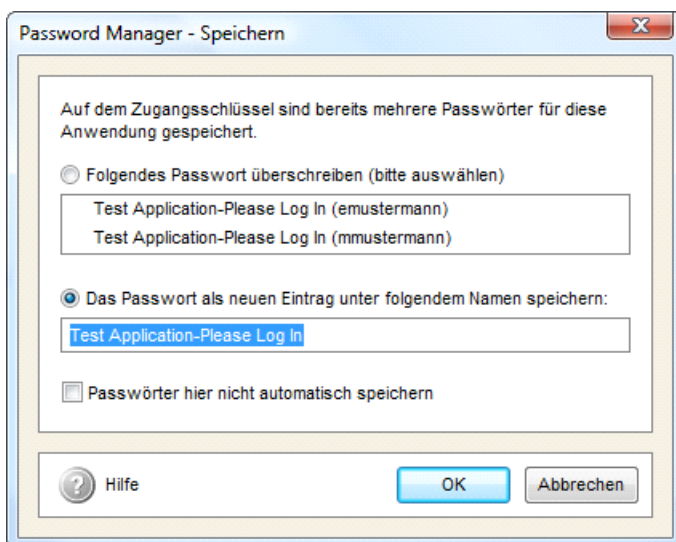 Password Manager - Speichern
Auf dem Zugangsschlüssel sind bereits mehrere Passwörter für diese
Anwendung gespeichert.
Folgendes Passwort überschreiben (bitte auswählen)
Test Application-Please Log In (emustermann)
Test Application-Please Log In (mmustermann)
Das Passwort als neuen Eintrag unter folgendem Namen speichern:
Test Application-Please Log In
Passwörter hier nicht automatisch speichern
? Hilfe
OK
Abbrechen